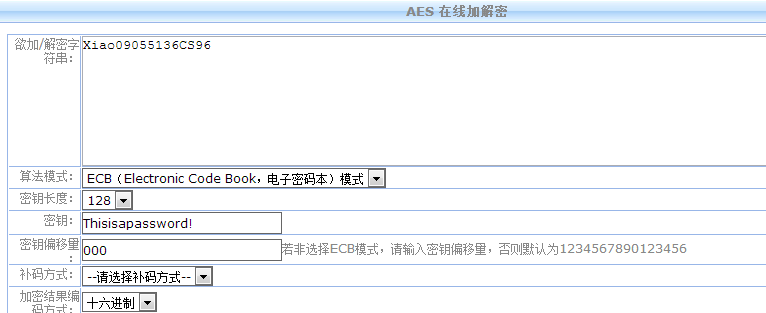 AES 在线加解密
欲加/解密字
符串：
Xiao09055136CS96
算法模式：
ECB（Electronic Code Book，电子密码本）模式
密钥长度：
128
密钥：
Thisisapassword!
密钥偏移量
：
000
若非选择ECB模式，请输入密钥偏移量，否则默认为1234567890123456
补码方式：
--请选择补码方式--
加密结果编
码方式：
十六进制